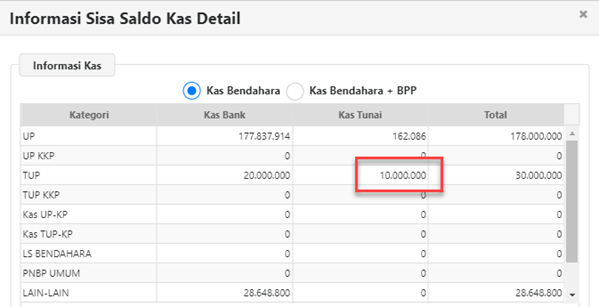 Informasi Sisa Saldo Kas Detail
Informasi Kas
Kas Bendahara Kas Bendahara + BPP
Kategori Kas Bank Kas Tunai Total
UP 177.837.914 162.086 178.000.000
UP KKP 0 0 0
TUP 20.000.000 10.000.000 30.000.000
TUP KKP 0 0 0
Kas UP-KP 0 0 0
Kas TUP-KP 0 0 0
LS BENDAHARA 0 0 0
PNBP UMUM 0 0 0
LAIN-LAIN 28.648.800 0 28.648.800